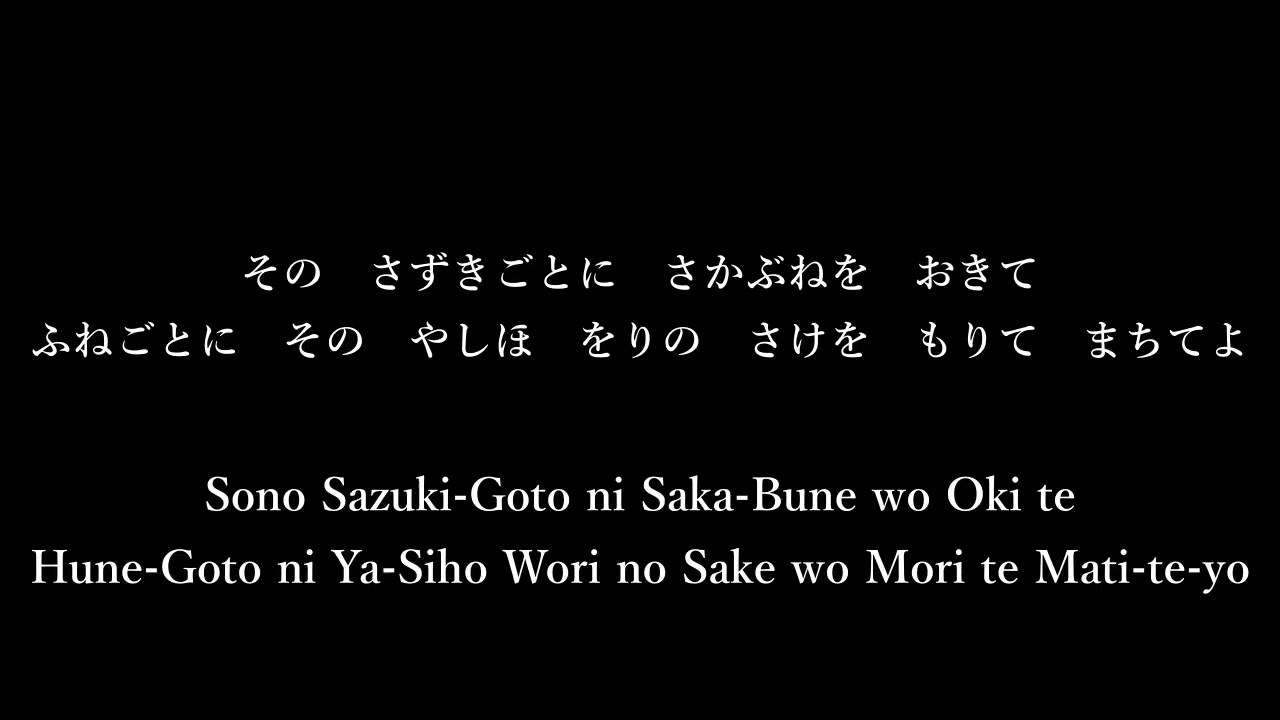 その　さずきごとに　さかぶねを　おきて
ふねごとに　その　やしほ　をりの　さけを　もりて　まちてよ
Sono Sazuki-Goto ni Saka-Bune wo Oki te
Hune-Goto ni Ya-Siho Wori no Sake wo Mori te Mati-te-yo